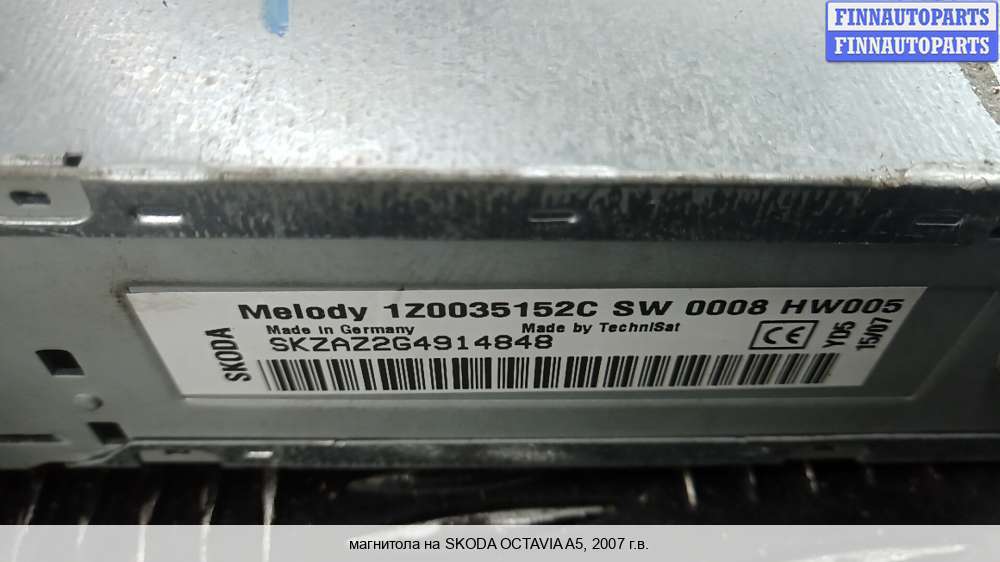 FINNAUTOPARTS
FINNAUTOPARTS
Melody 1Z0035152C SW 0008 HW005
Made in Germany Made by TechniSat
SKZAZ2G4914848
SKODA
CE
Y05
15/07
магнитола на SKODA OCTAVIA A5, 2007 г.в.